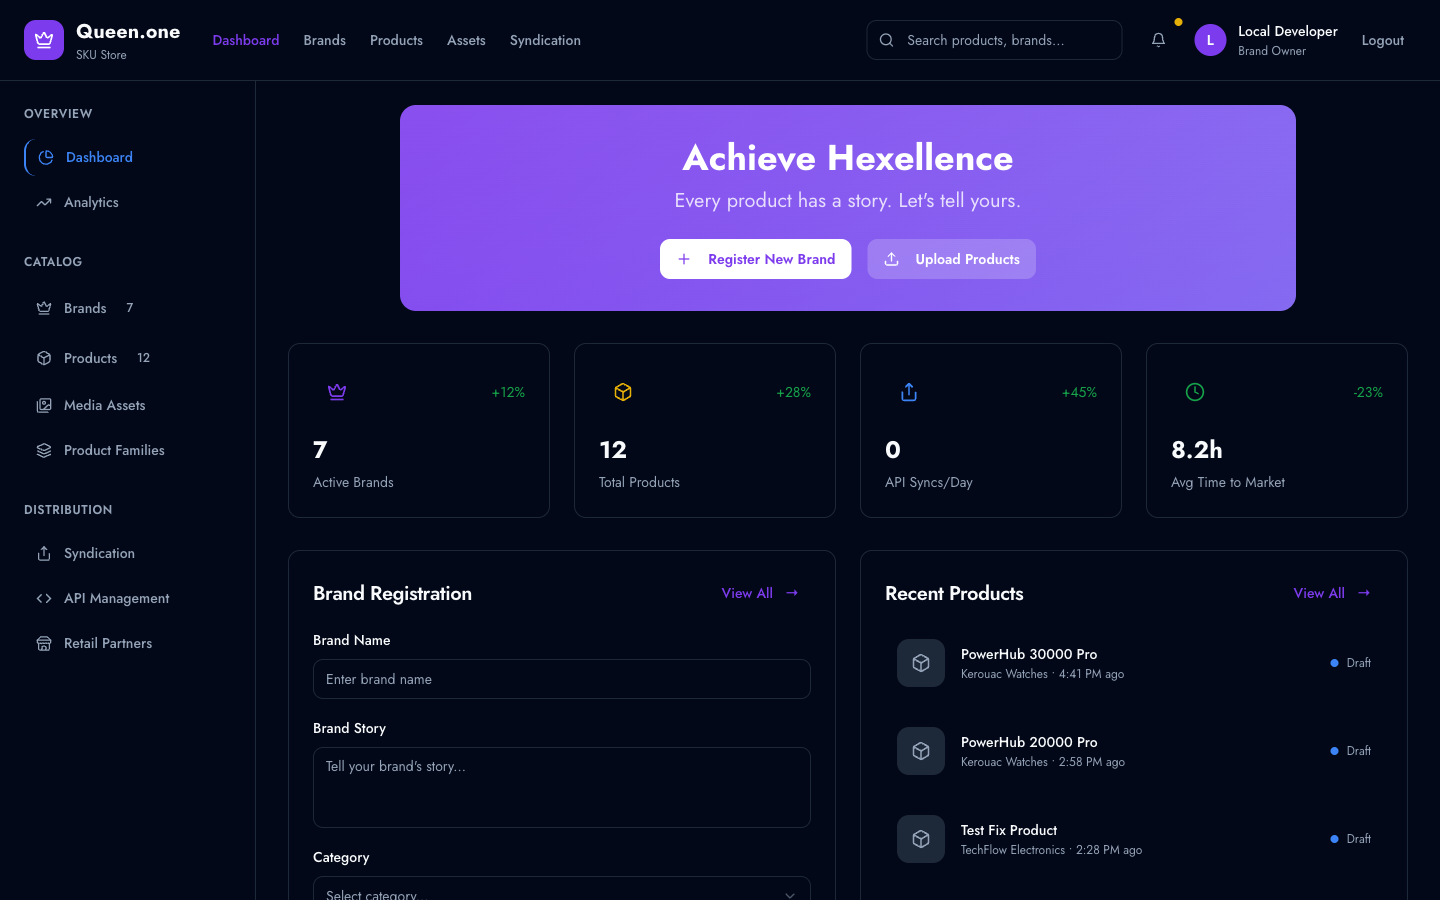 Queen.one
SKU Store
Dashboard
Brands
Products
Assets
Syndication
Search products, brands...
L
Local Developer
Brand Owner
Logout
OVERVIEW
Dashboard
Analytics
CATALOG
Brands 7
Products 12
Media Assets
Product Families
DISTRIBUTION
Syndication
API Management
Retail Partners
Achieve Hexellence
Every product has a story. Let's tell yours.
Register New Brand
Upload Products
+12%
7
Active Brands
+28%
12
Total Products
+45%
0
API Syncs/Day
-23%
8.2h
Avg Time to Market
Brand Registration
View All →
Brand Name
Enter brand name
Brand Story
Tell your brand's story...
Category
Select category...
Recent Products
View All →
PowerHub 30000 Pro
Kerouac Watches · 4:41 PM ago
Draft
PowerHub 20000 Pro
Kerouac Watches · 2:58 PM ago
Draft
Test Fix Product
TechFlow Electronics · 2:28 PM ago
Draft